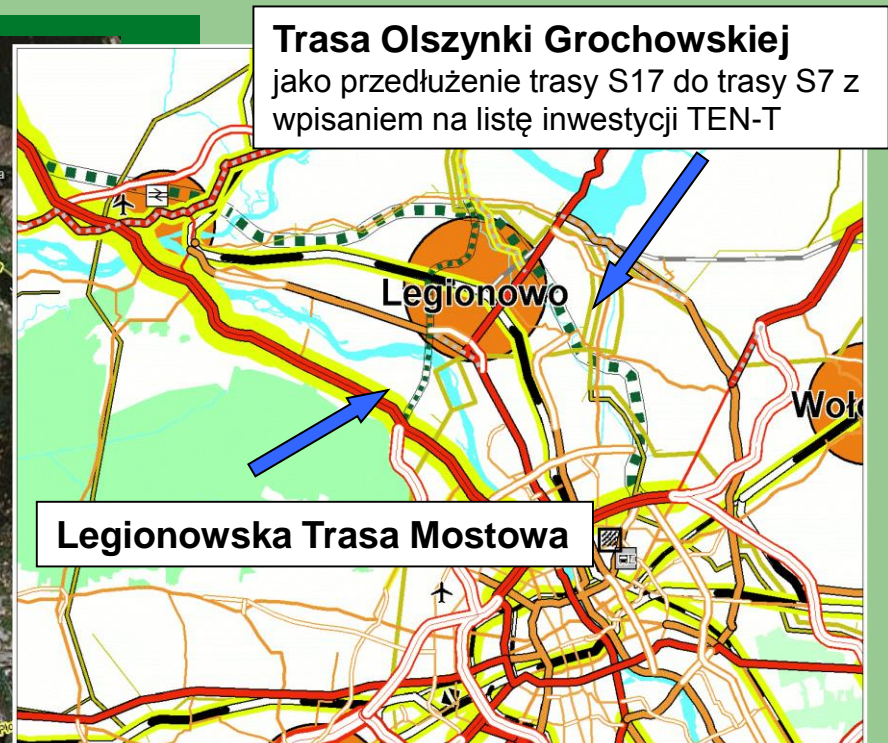 Trasa Olszynki Grochowskiej
jako przedłużenie trasy S17 do trasy S7 z
wpisaniem na listę inwestycji TEN-T
Legionowo
Woło
Legionowska Trasa Mostowa